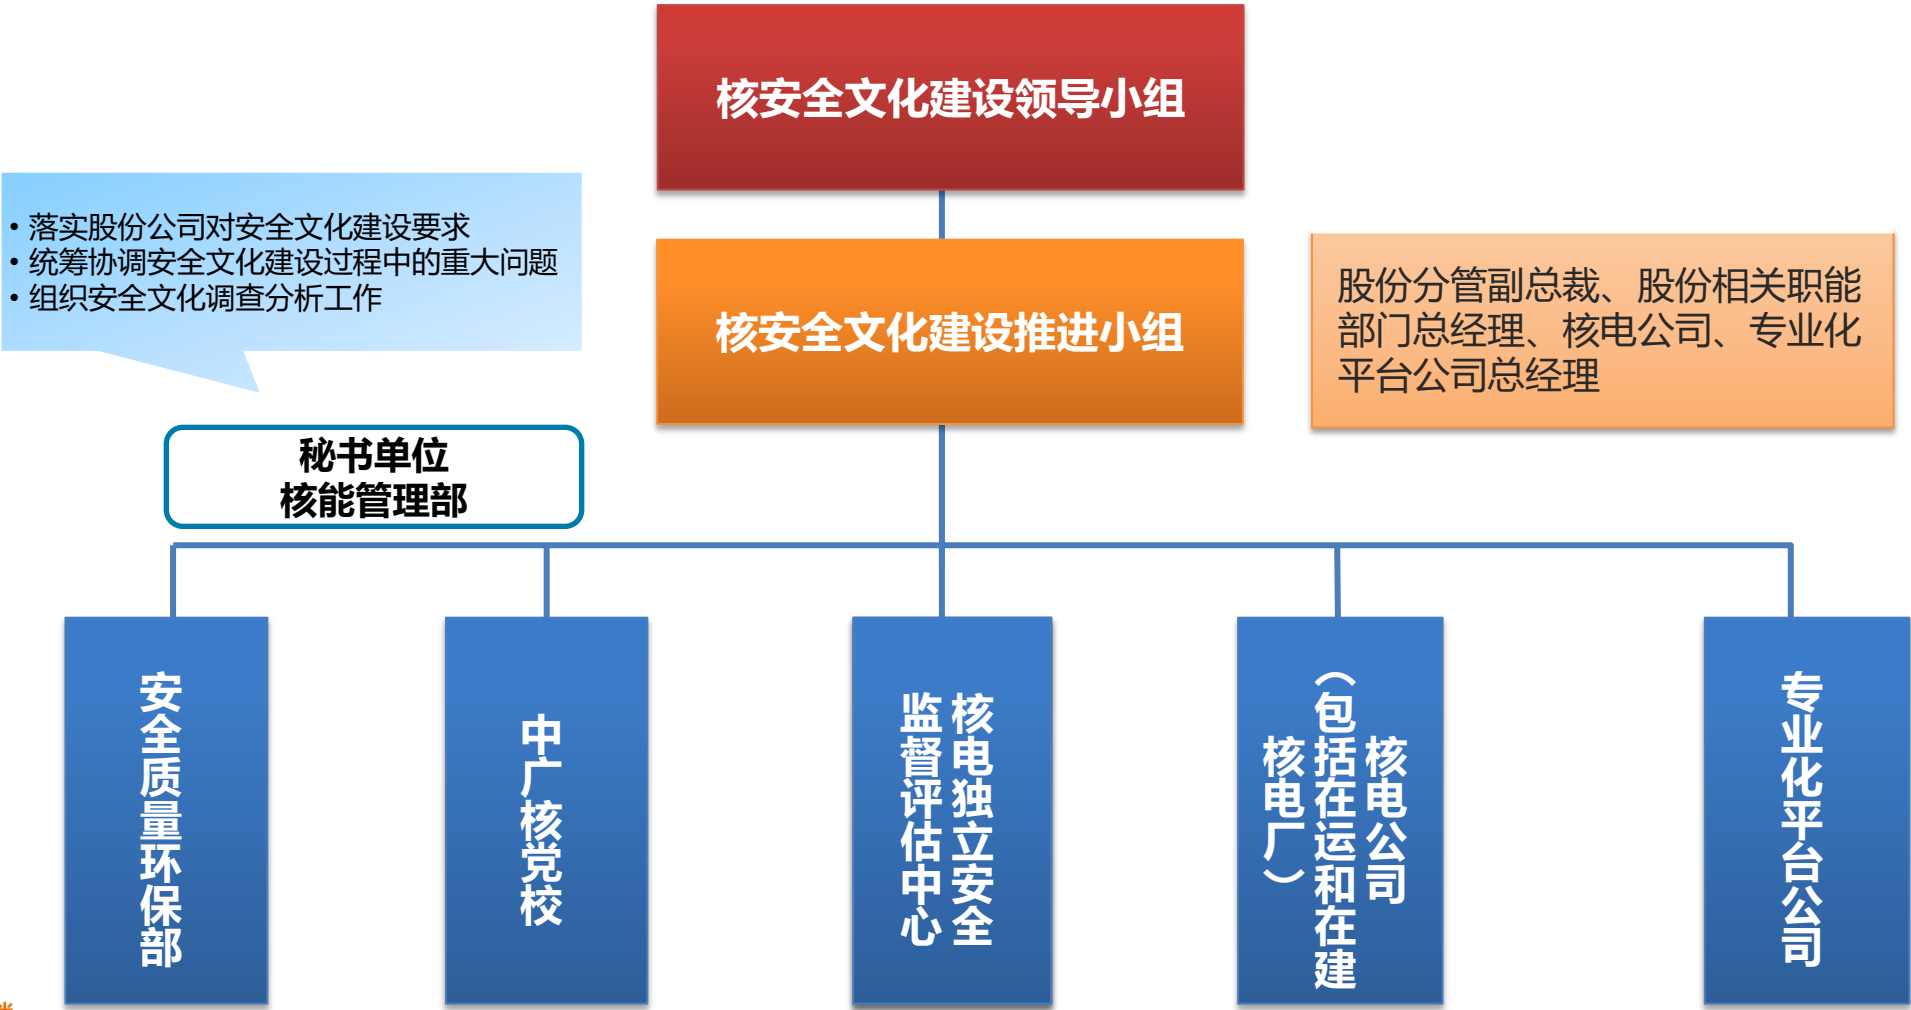 核安全文化建设领导小组
• 落实股份公司对安全文化建设要求
• 统筹协调安全文化建设过程中的重大问题
• 组织安全文化调查分析工作
核安全文化建设推进小组
股份分管副总裁、股份相关职能
部门总经理、核电公司、专业化
平台公司总经理
秘书单位
核能管理部
安全质量环保部
中广核党校
核电独立安全
监督评估中心
核电公司
（包括在运和在建
核电厂）
专业化平台公司